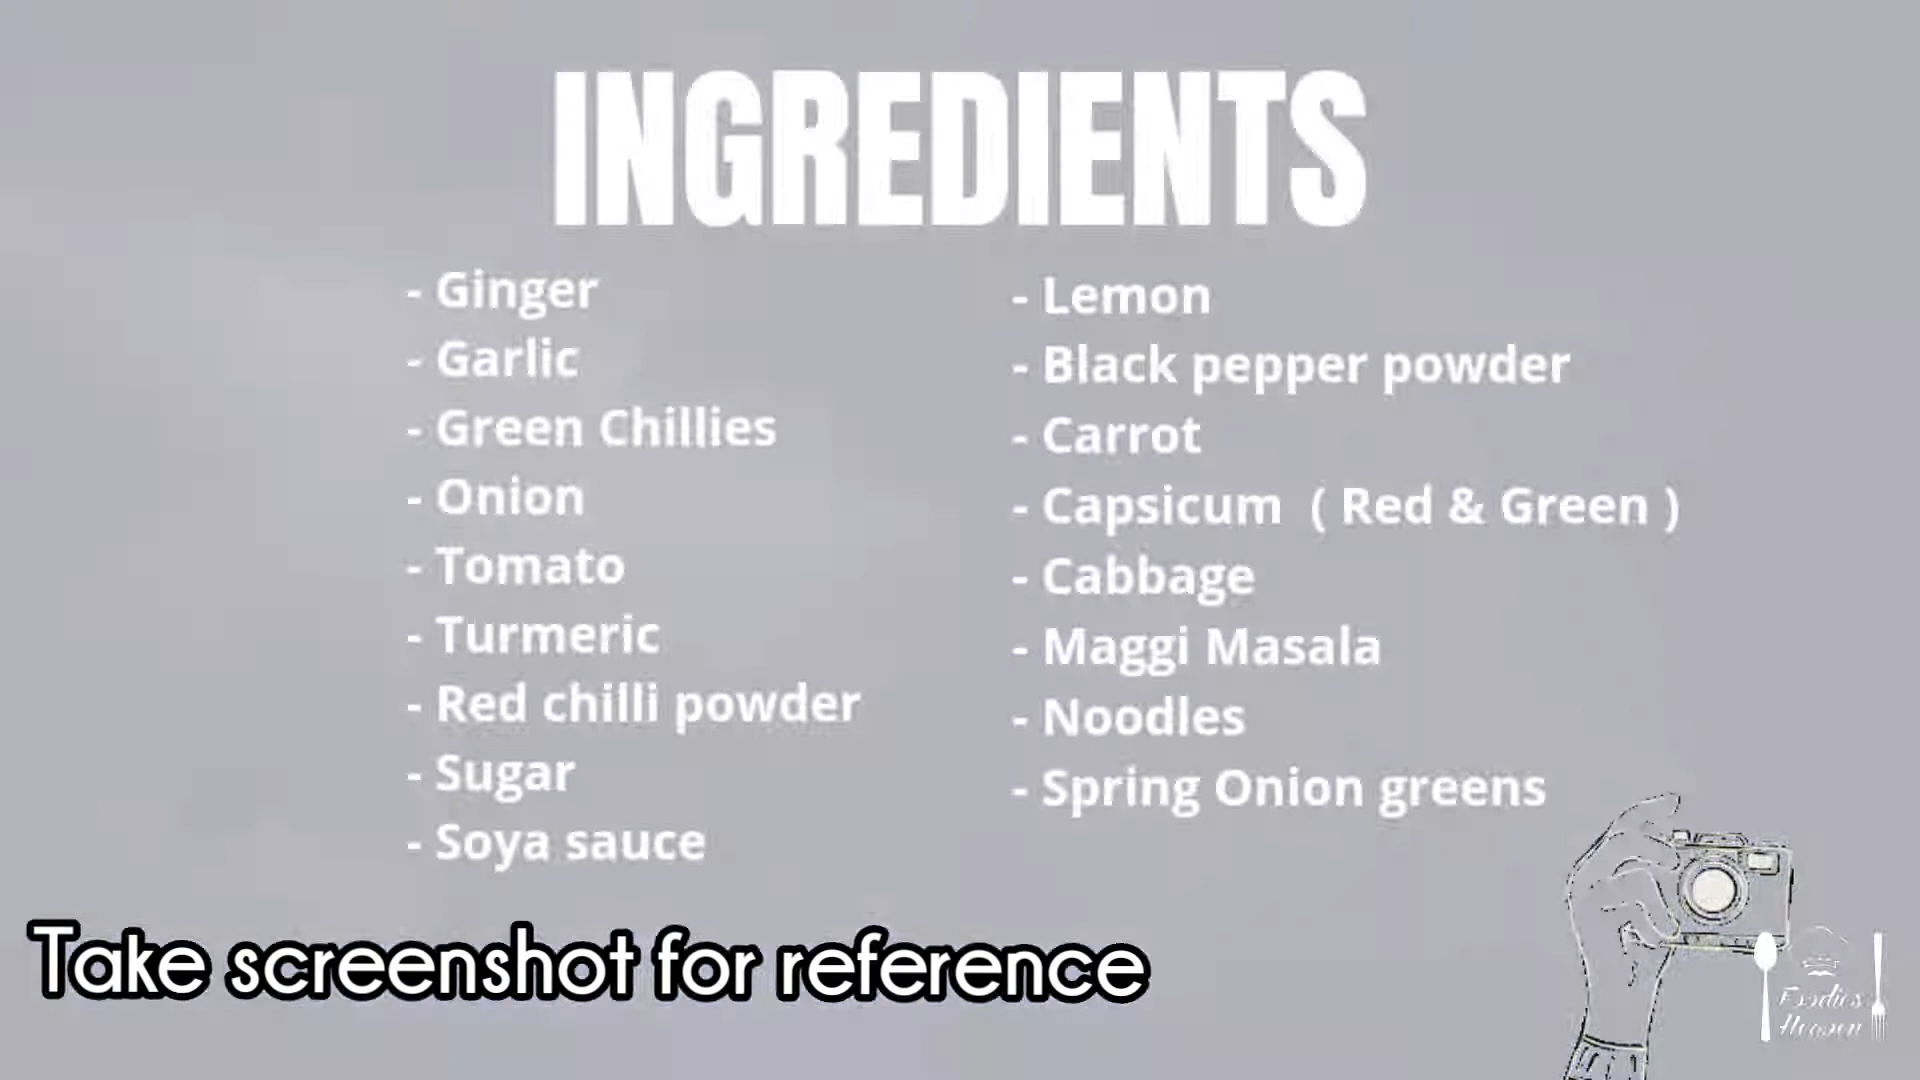 INGREDIENTS
- Ginger
- Garlic
- Green Chillies
- Onion
- Tomato
- Turmeric
- Red chilli powder
- Sugar
- Soya sauce
- Lemon
- Black pepper powder
- Carrot
- Capsicum ( Red & Green )
- Cabbage
- Maggi Masala
- Noodles
- Spring Onion greens
Take screenshot for reference
Foodies